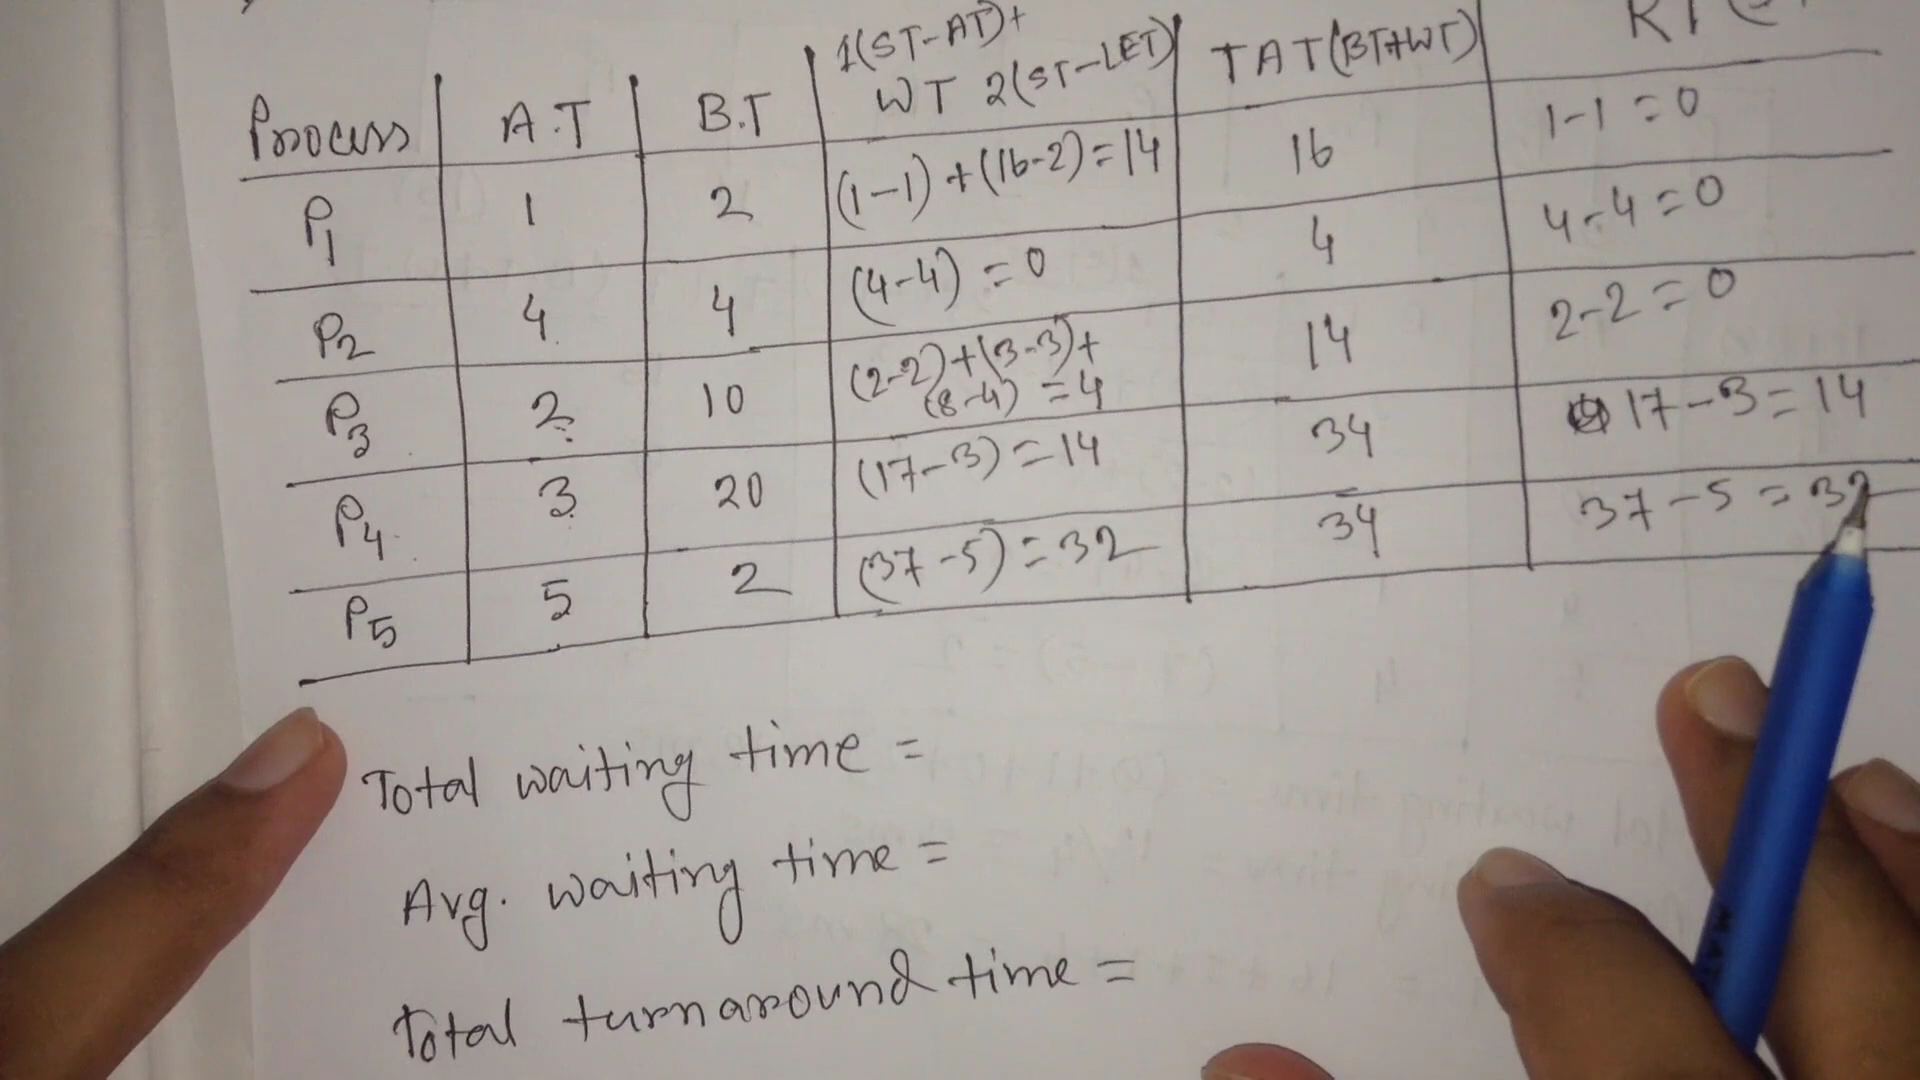 1(ST-AT)+
Process A.T B.T WT 2(ST-LET) TAT(BT+WT) RT
P1 1 2 (1-1)+(16-2)=14 16 1-1=0
P2 4 4 (4-4)=0 4 4-4=0
P3 2 10 (2-2)+(3-3)+ 14 2-2=0
(8-4)=4
P4 3 20 (17-3)=14 34 17-3=14
P5 5 2 (37-5)=32 34 37-5=32
Total waiting time =
Avg. waiting time =
Total turnaround time =